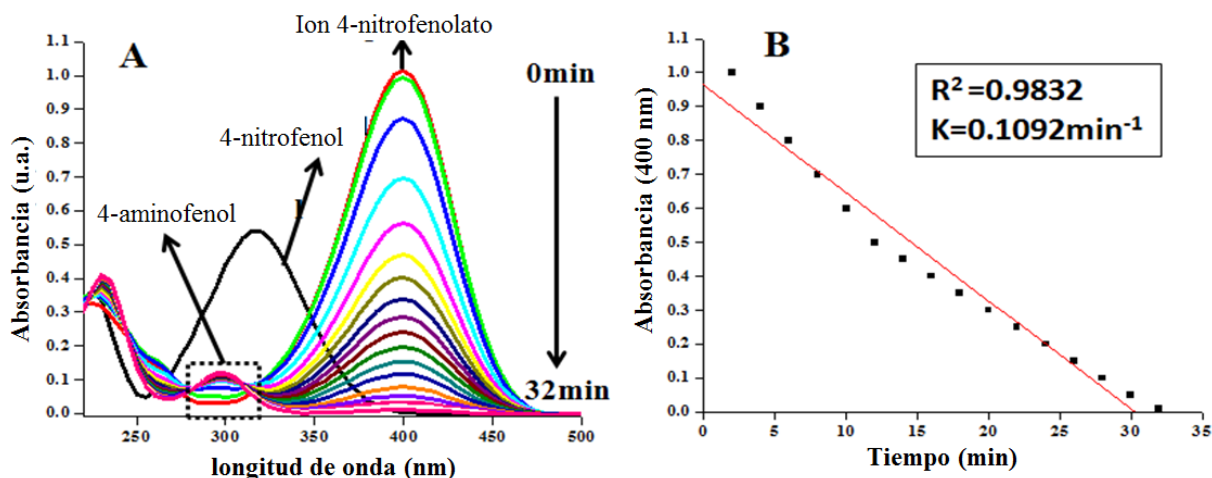 Ion 4-nitrofenolato
A
0min
4-nitrofenol
4-aminofenol
32min
Absorbancia (u.a.)
1.1
1.0
0.9
0.8
0.7
0.6
0.5
0.4
0.3
0.2
0.1
0.0
250
300
350
400
450
500
longitud de onda (nm)
B
R²=0.9832
K=0.1092min⁻¹
Absorbancia (400 nm)
1.1
1.0
0.9
0.8
0.7
0.6
0.5
0.4
0.3
0.2
0.1
0.0
0
5
10
15
20
25
30
35
Tiempo (min)